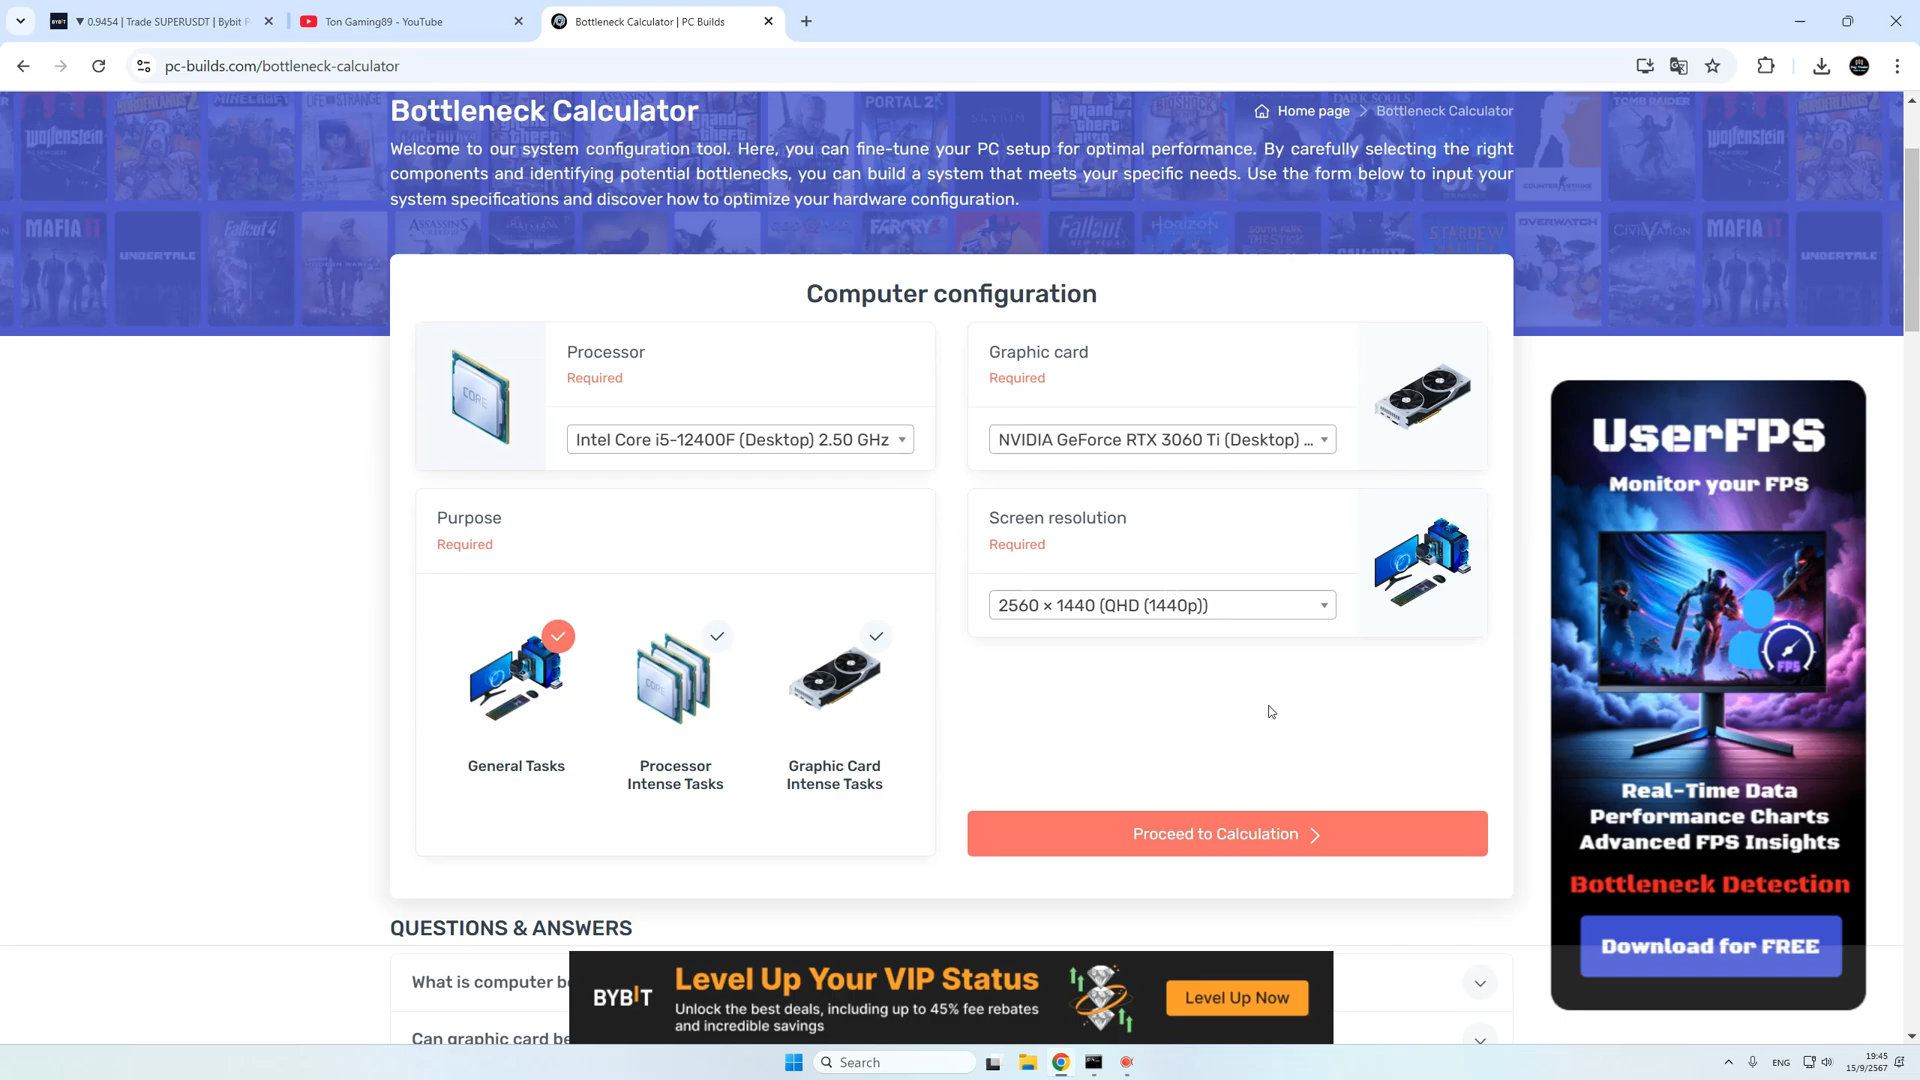 ▼ 0.9454 | Trade SUPERUSDT | Bybit
Ton Gaming89 - YouTube
Bottleneck Calculator | PC Builds
pc-builds.com/bottleneck-calculator
Bottleneck Calculator
Home page
Bottleneck Calculator
Welcome to our system configuration tool. Here, you can fine-tune your PC setup for optimal performance. By carefully selecting the right
components and identifying potential bottlenecks, you can build a system that meets your specific needs. Use the form below to input your
system specifications and discover how to optimize your hardware configuration.
Computer configuration
Processor
Required
CORE
Intel Core i5-12400F (Desktop) 2.50 GHz
Graphic card
Required
NVIDIA GeForce RTX 3060 Ti (Desktop) ...
Purpose
Required
CORE
General Tasks
Processor
Intense Tasks
Graphic Card
Intense Tasks
Screen resolution
Required
2560 × 1440 (QHD (1440p))
Proceed to Calculation
UserFPS
Monitor your FPS
FPS
Real-Time Data
Performance Charts
Advanced FPS Insights
Bottleneck Detection
Download for FREE
QUESTIONS & ANSWERS
What is computer b
Can graphic card be
BYBIT
Level Up Your VIP Status
Unlock the best deals, including up to 45% fee rebates
and incredible savings
Level Up Now
Search
ENG
19:45
15/9/2567